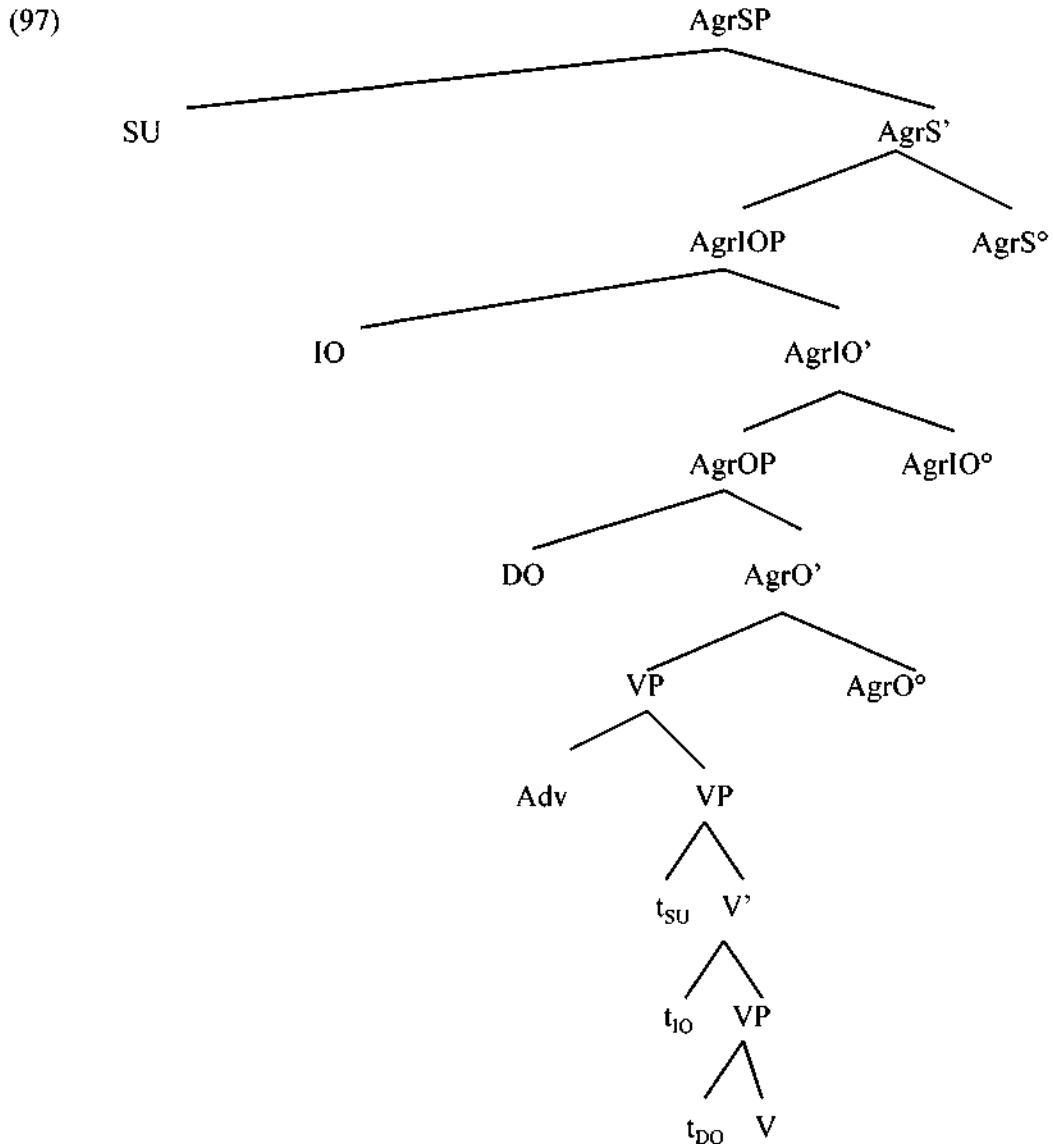 (97) AgrSP
SU AgrS’
AgrIOP AgrS°
IO AgrIO’
AgrOP AgrIO°
DO AgrO’
VP AgrO°
Adv VP
tSU V’
tIO VP
tDO V